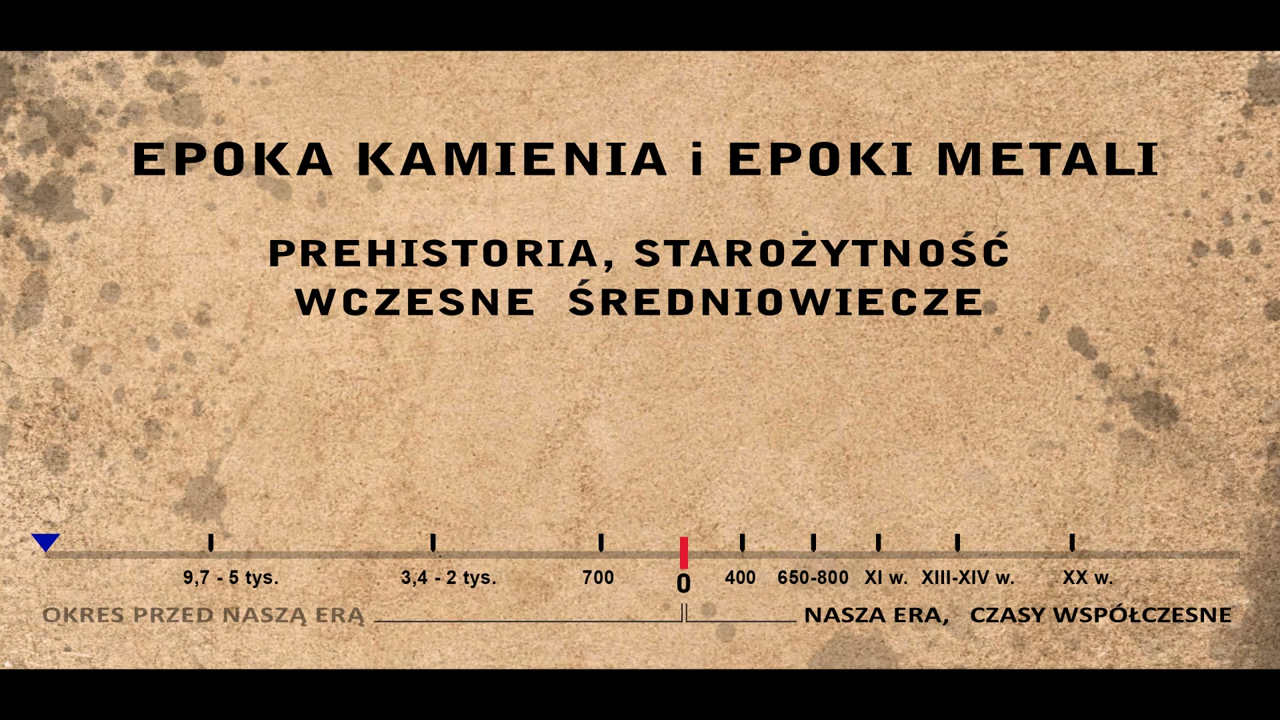 EPOKA KAMIENIA i EPOKI METALI
PREHISTORIA, STAROŻYTNOŚĆ
WCZESNE ŚREDNIOWIECZE
9,7 - 5 tys. 3,4 - 2 tys. 700 0 400 650-800 XI w. XIII-XIV w. XX w.
OKRES PRZED NASZĄ ERĄ NASZA ERA, CZASY WSPÓŁCZESNE